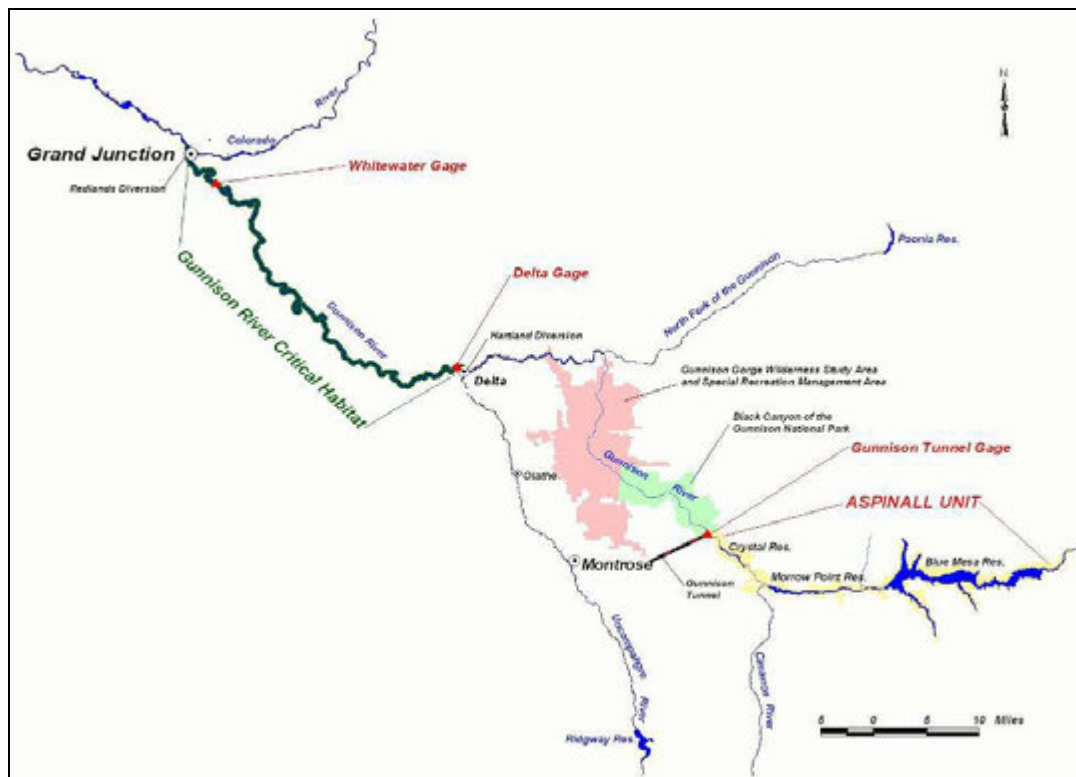 N
River
Colorado
Grand Junction
Whitewater Gage
Redlands Diversion
Paonia Res.
Gunnison River Critical Habitat
Gunnison River
North Fork of the Gunnison
Delta Gage
Hartland Diversion
Delta
Gunnison Gorge Wilderness Study Area
and Special Recreation Management Area
Black Canyon of the
Gunnison National Park
Gunnison Tunnel Gage
Gunnison
River
Olathe
ASPINALL UNIT
Crystal Res.
Blue Mesa Res.
Montrose
Morrow Point Res.
Gunnison
Tunnel
Uncompahgre
River
Cimarron River
Ridgway Res.
5 0 5 10 Miles